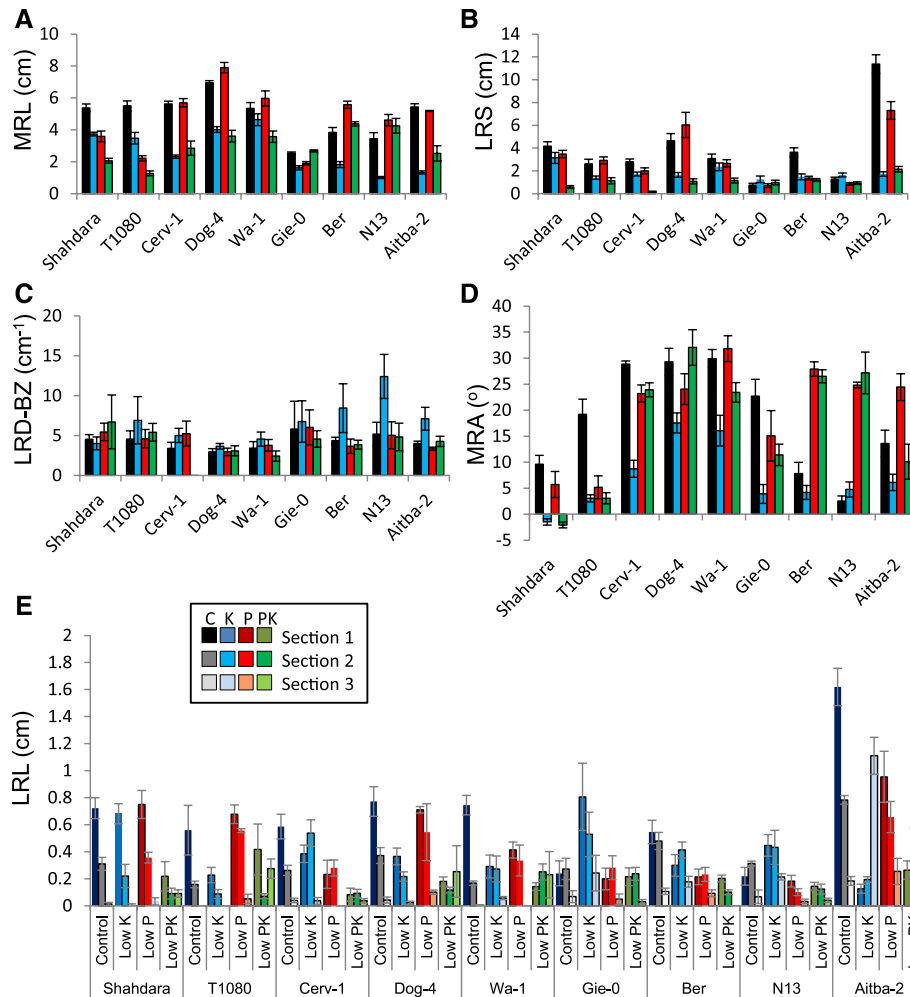 A
MRL (cm)
10
8
6
4
2
0
Shahdara
T1080
Cerv-1
Dog-4
Wa-1
Gie-0
Ber
N13
Aitba-2
B
LRS (cm)
14
12
10
8
6
4
2
0
Shahdara
T1080
Cerv-1
Dog-4
Wa-1
Gie-0
Ber
N13
Aitba-2
C
LRD-BZ (cm⁻¹)
20
15
10
5
0
Shahdara
T1080
Cerv-1
Dog-4
Wa-1
Gie-0
Ber
N13
Aitba-2
D
MRA (º)
40
35
30
25
20
15
10
5
0
-5
Shahdara
T1080
Cerv-1
Dog-4
Wa-1
Gie-0
Ber
N13
Aitba-2
E
LRL (cm)
2
1.8
1.6
1.4
1.2
1
0.8
0.6
0.4
0.2
0
C K P PK
Section 1
Section 2
Section 3
Control Low K Low P Low PK
Control Low K Low P Low PK
Control Low K Low P Low PK
Control Low K Low P Low PK
Control Low K Low P Low PK
Control Low K Low P Low PK
Control Low K Low P Low PK
Control Low K Low P Low PK
Control Low K Low P
Shahdara T1080 Cerv-1 Dog-4 Wa-1 Gie-0 Ber N13 Aitba-2